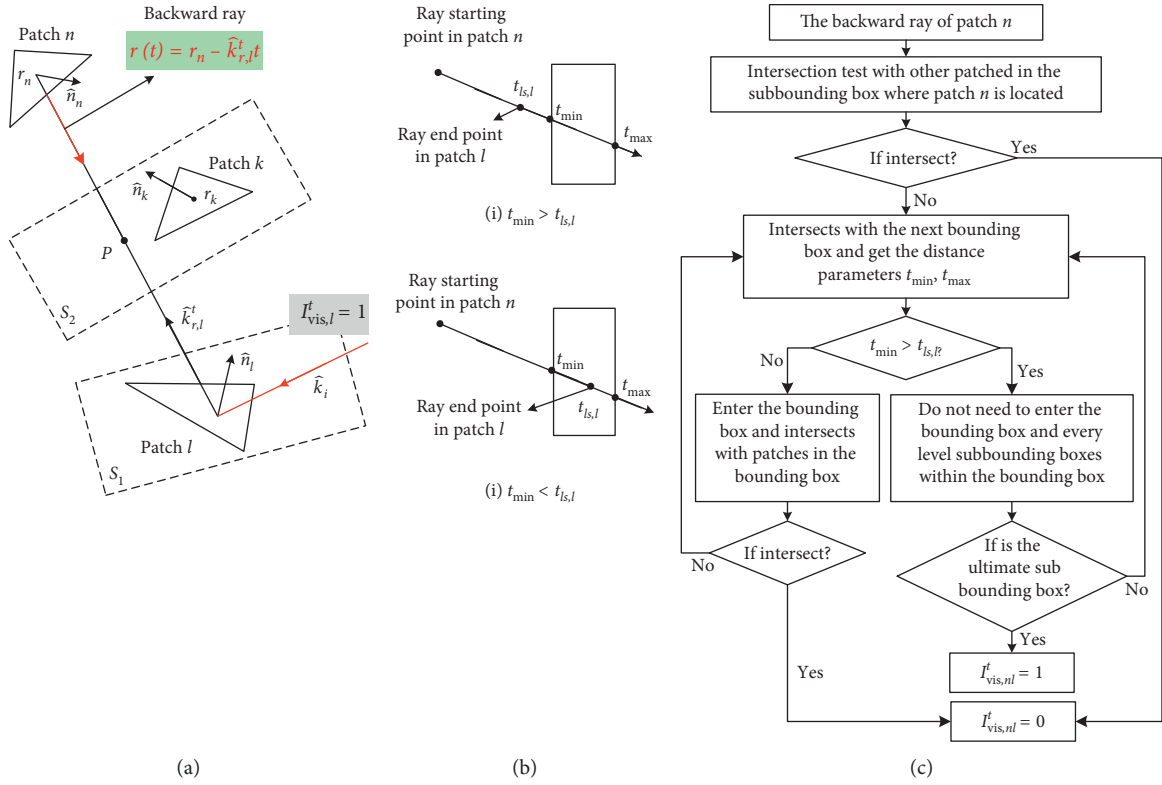 Backward ray
Patch n
r (t) = r_n – k̂^t_{r,l}t
r_n
n̂_n
Patch k
n̂_k
r_k
P
S_2
k̂^t_{r,l}
I^t_{vis,l} = 1
n̂_l
k̂_i
Patch l
S_1
(a)
Ray starting
point in patch n
t_{ls,l}
t_min
t_max
Ray end point
in patch l
(i) t_min > t_{ls,l}
Ray starting
point in patch n
t_min
t_max
t_{ls,l}
Ray end point
in patch l
(i) t_min < t_{ls,l}
(b)
The backward ray of patch n
Intersection test with other patched in the
subbounding box where patch n is located
If intersect?
Yes
No
Intersects with the next bounding
box and get the distance
parameters t_min, t_max
t_min > t_{ls,l}?
No
Yes
Enter the bounding
box and intersects
with patches in the
bounding box
Do not need to enter the
bounding box and every
level subbounding boxes
within the bounding box
If intersect?
No
Yes
If is the
ultimate sub
bounding box?
No
Yes
I^t_{vis,nl} = 1
I^t_{vis,nl} = 0
(c)